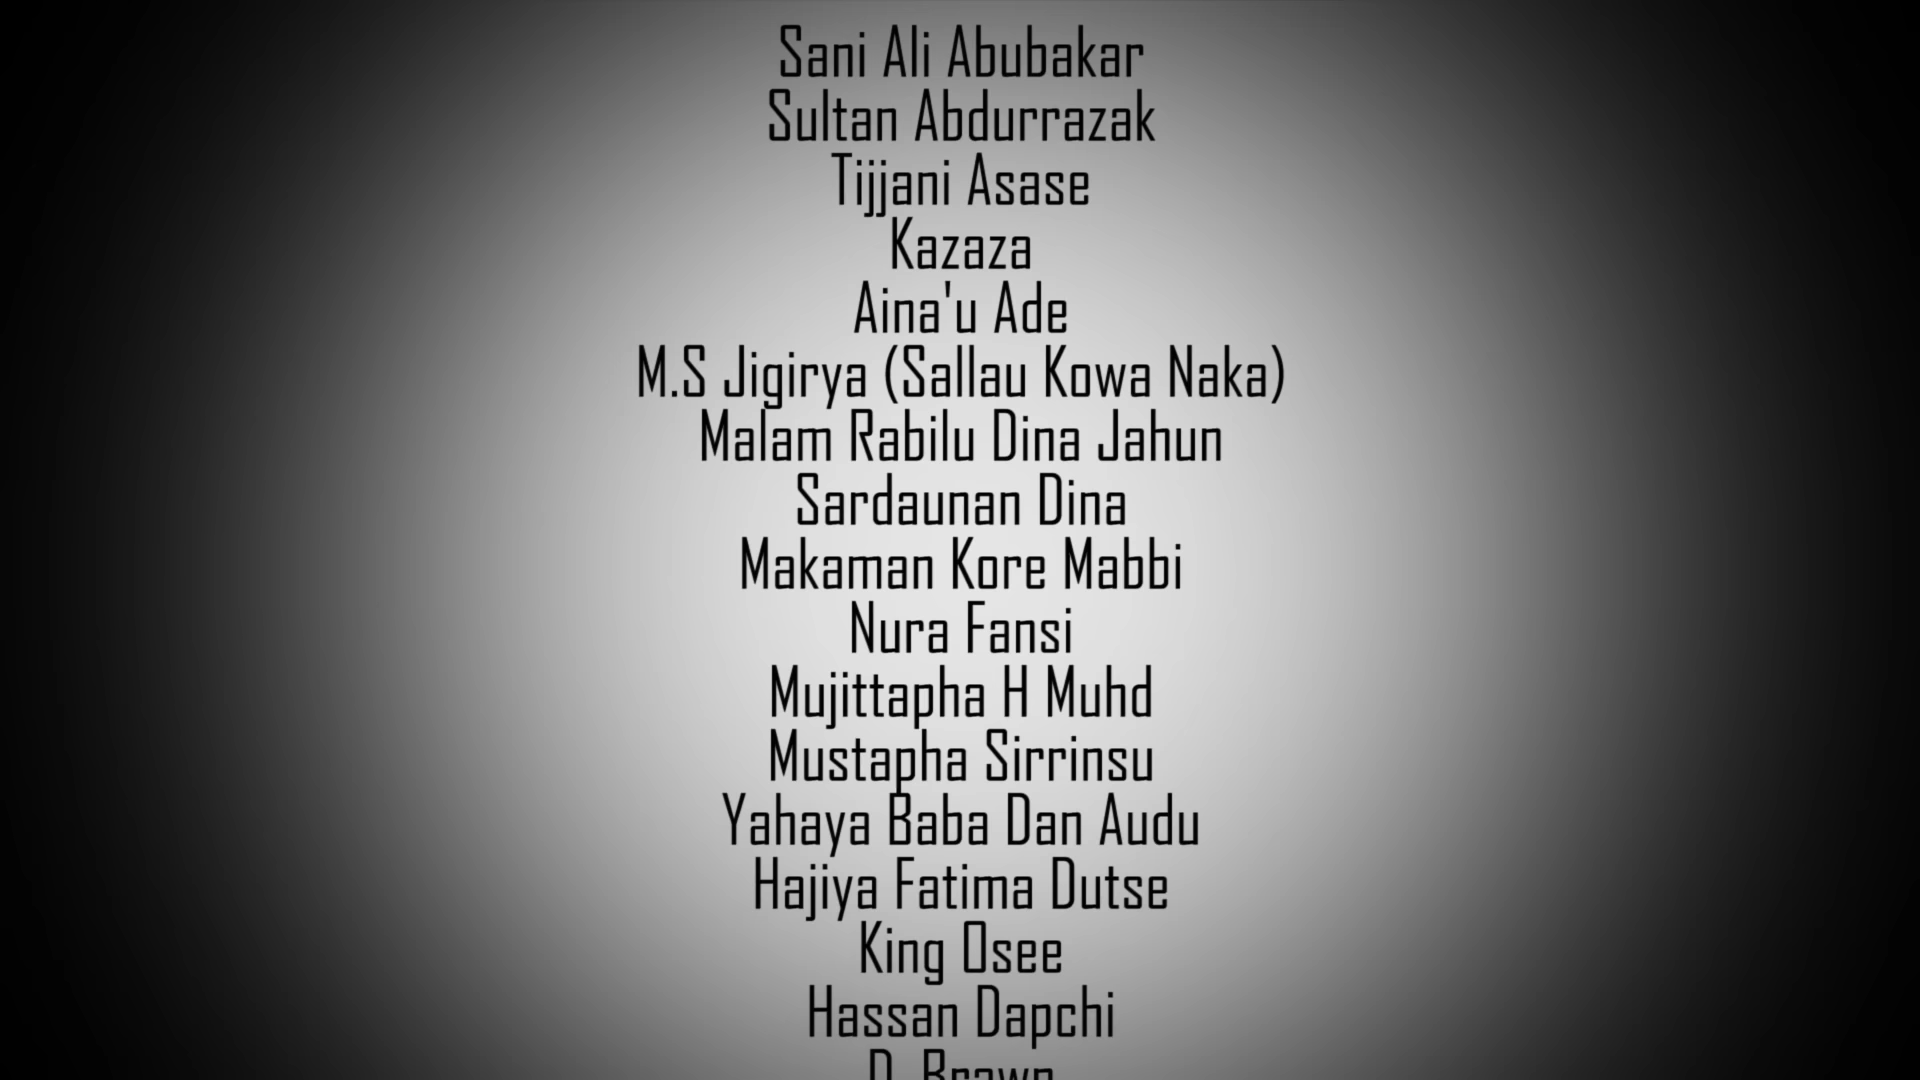 Sani Ali Abubakar
Sultan Abdurrazak
Tijjani Asase
Kazaza
Aina'u Ade
M.S Jigirya (Sallau Kowa Naka)
Malam Rabilu Dina Jahun
Sardaunan Dina
Makaman Kore Mabbi
Nura Fansi
Mujittapha H Muhd
Mustapha Sirrinsu
Yahaya Baba Dan Audu
Hajiya Fatima Dutse
King Osee
Hassan Dapchi